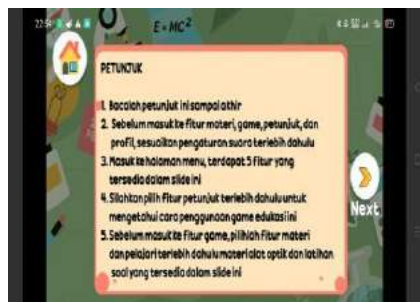 22:54
E=MC²
PETUNJUK
1. Bacalah petunjuk ini sampai akhir
2. Sebelum masuk ke fitur materi, game, petunjuk, dan
profil, sesuaikan pengaturan suara terlebih dahulu
3. Masuk ke halaman menu, terdapat 5 fitur yang
tersedia dalam slide ini
4. Silahkan pilih fitur petunjuk terlebih dahulu untuk
mengetahui cara penggunaan game edukasi ini
5. Sebelum masuk ke fitur game, pilihlah fitur materi
dan pelajari terlebih dahulu materi alat optik dan latihan
soal yang tersedia dalam slide ini
Next